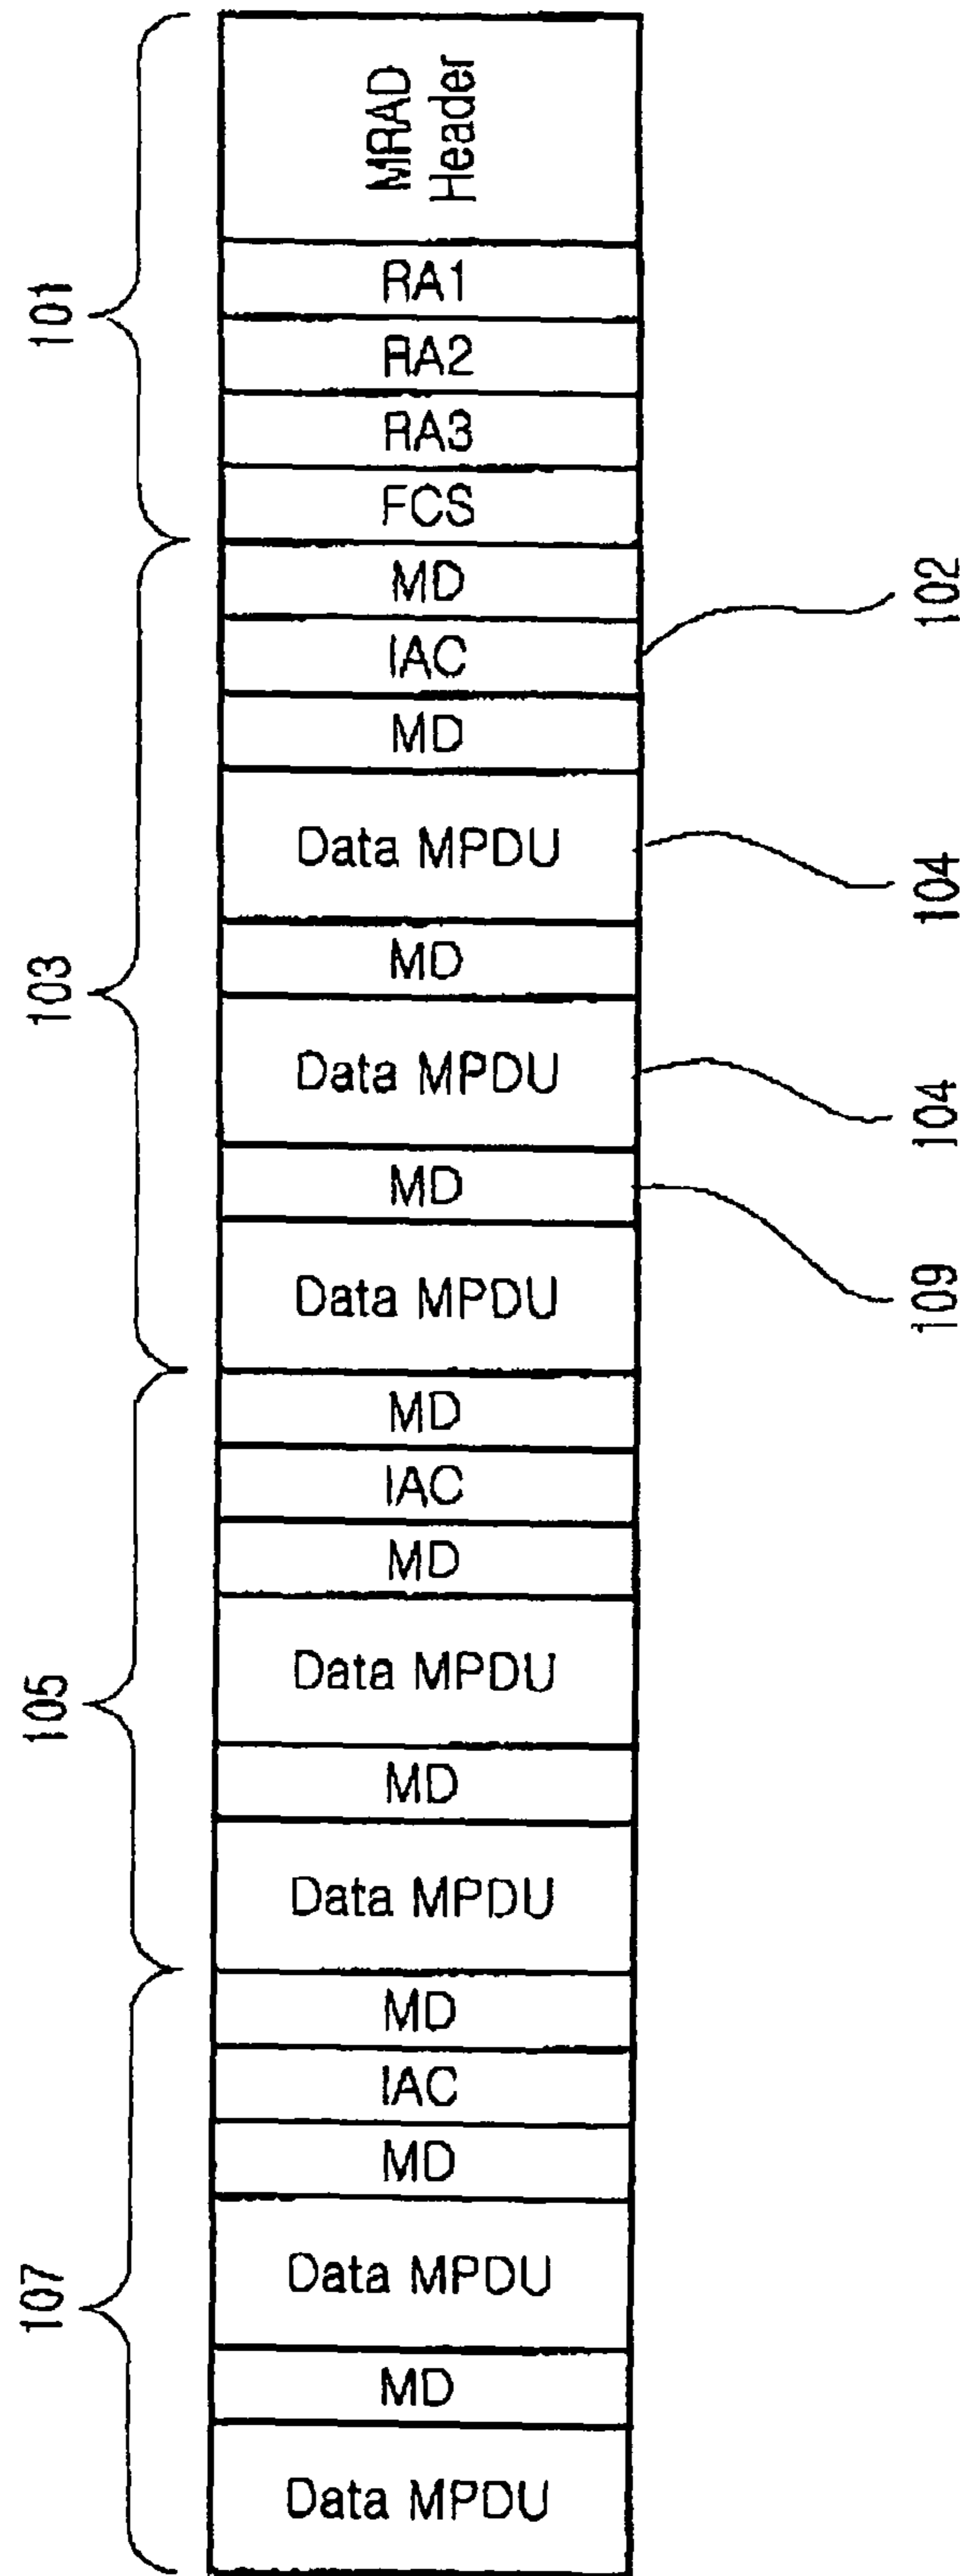 101
MRAD
Header
RA1
RA2
RA3
FCS
103
MD
IAC
102
MD
Data MPDU
104
MD
Data MPDU
104
MD
109
Data MPDU
105
MD
IAC
MD
Data MPDU
MD
Data MPDU
107
MD
IAC
MD
Data MPDU
MD
Data MPDU